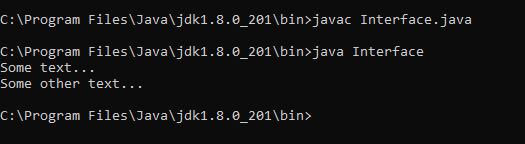 C:\Program Files\Java\jdk1.8.0_201\bin>javac Interface.java
C:\Program Files\Java\jdk1.8.0_201\bin>java Interface
Some text...
Some other text...
C:\Program Files\Java\jdk1.8.0_201\bin>